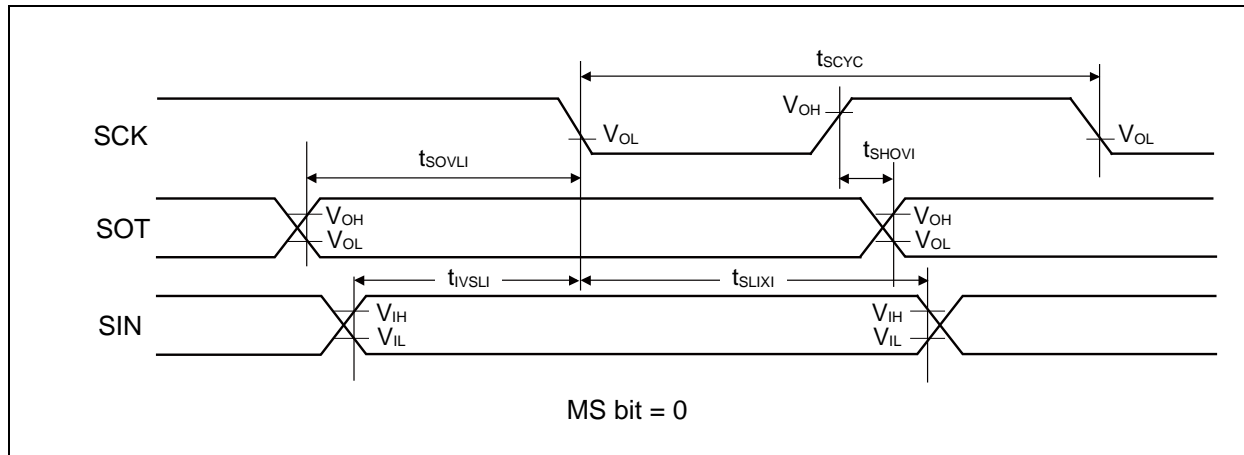 tSCYC
VOH
SCK
VOL
VOL
tSHOVI
tSOVLI
VOH
VOH
SOT
VOL
VOL
tIVSLI
tSLIXI
VIH
VIH
SIN
VIL
VIL
MS bit = 0